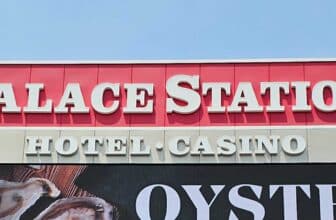 ALACE STATIO
HOTEL · CASINO
OYST